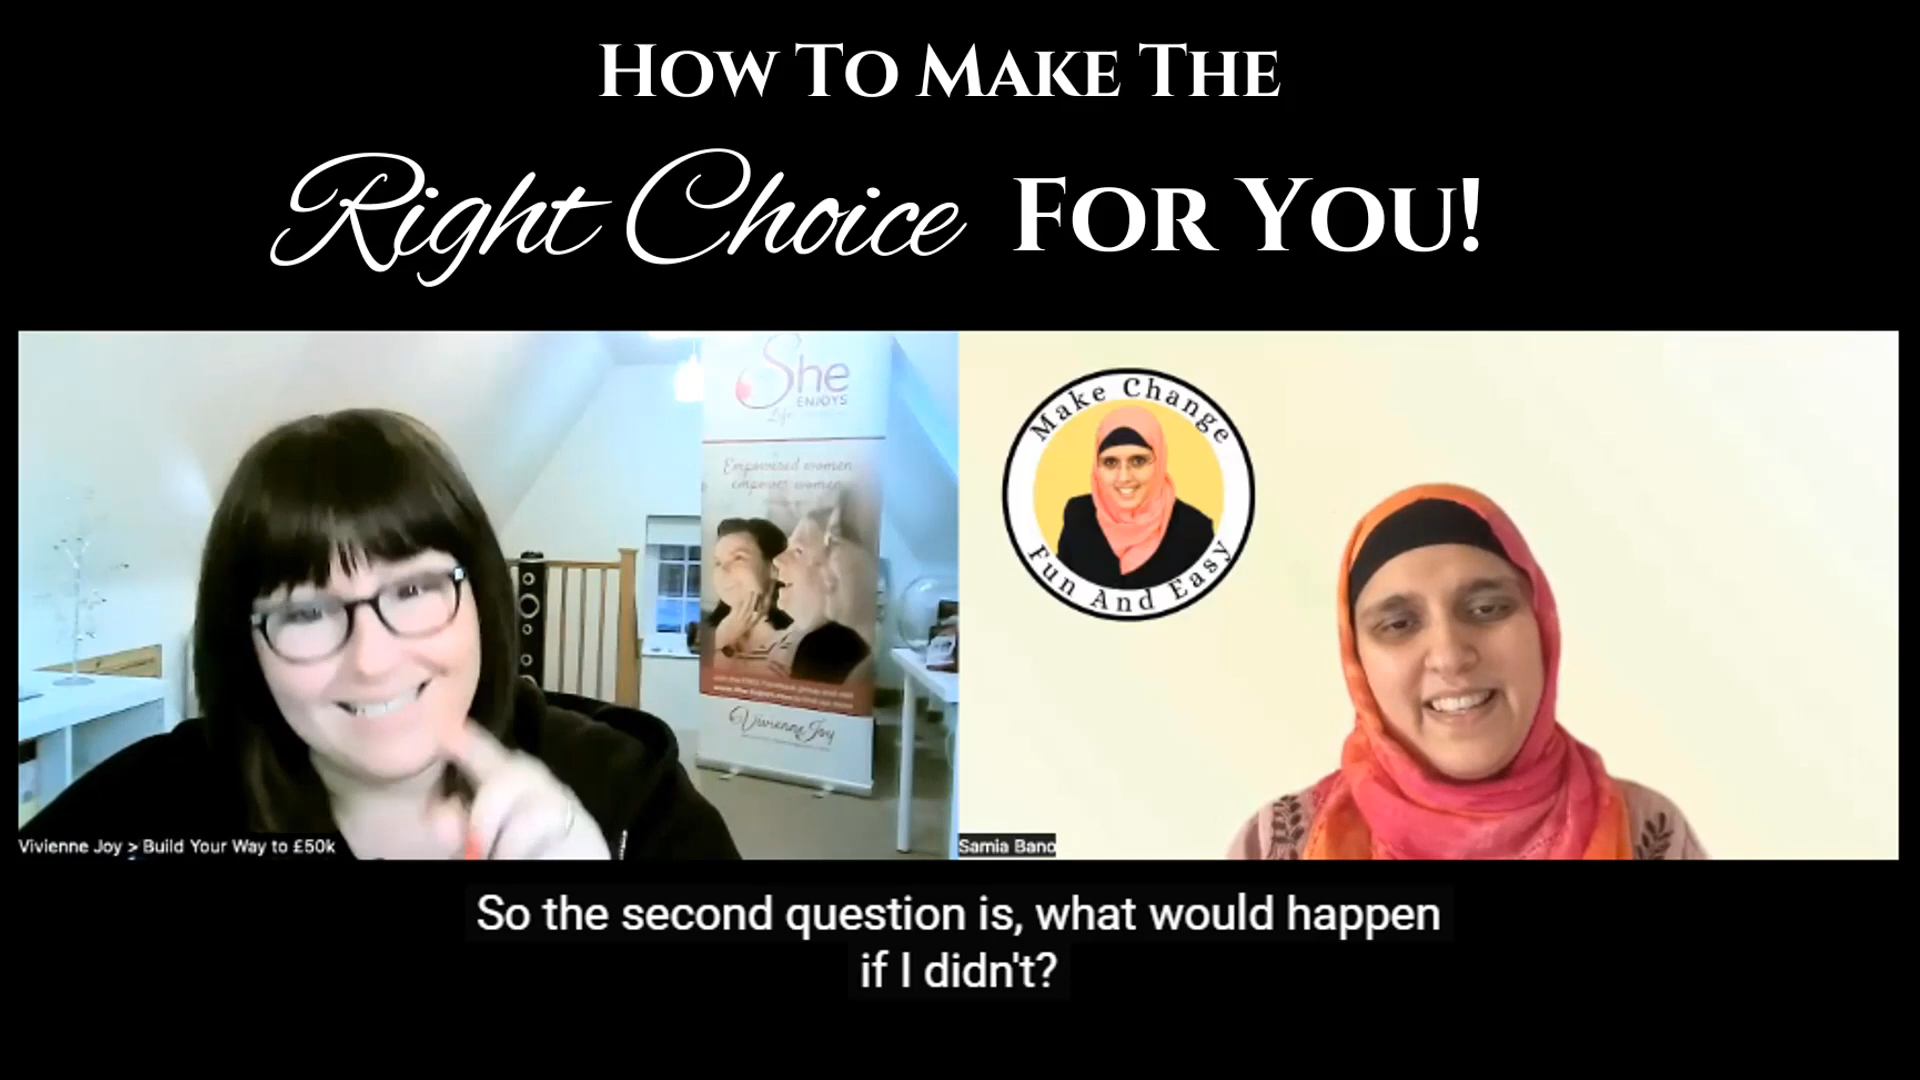 HOW TO MAKE THE
Right Choice FOR YOU!
She
ENJOYS
Life
Empowered women
empower women
Vivienne Joy
Make Change
Fun And Easy
Vivienne Joy > Build Your Way to £50k
Samia Bano
So the second question is, what would happen
if I didn't?